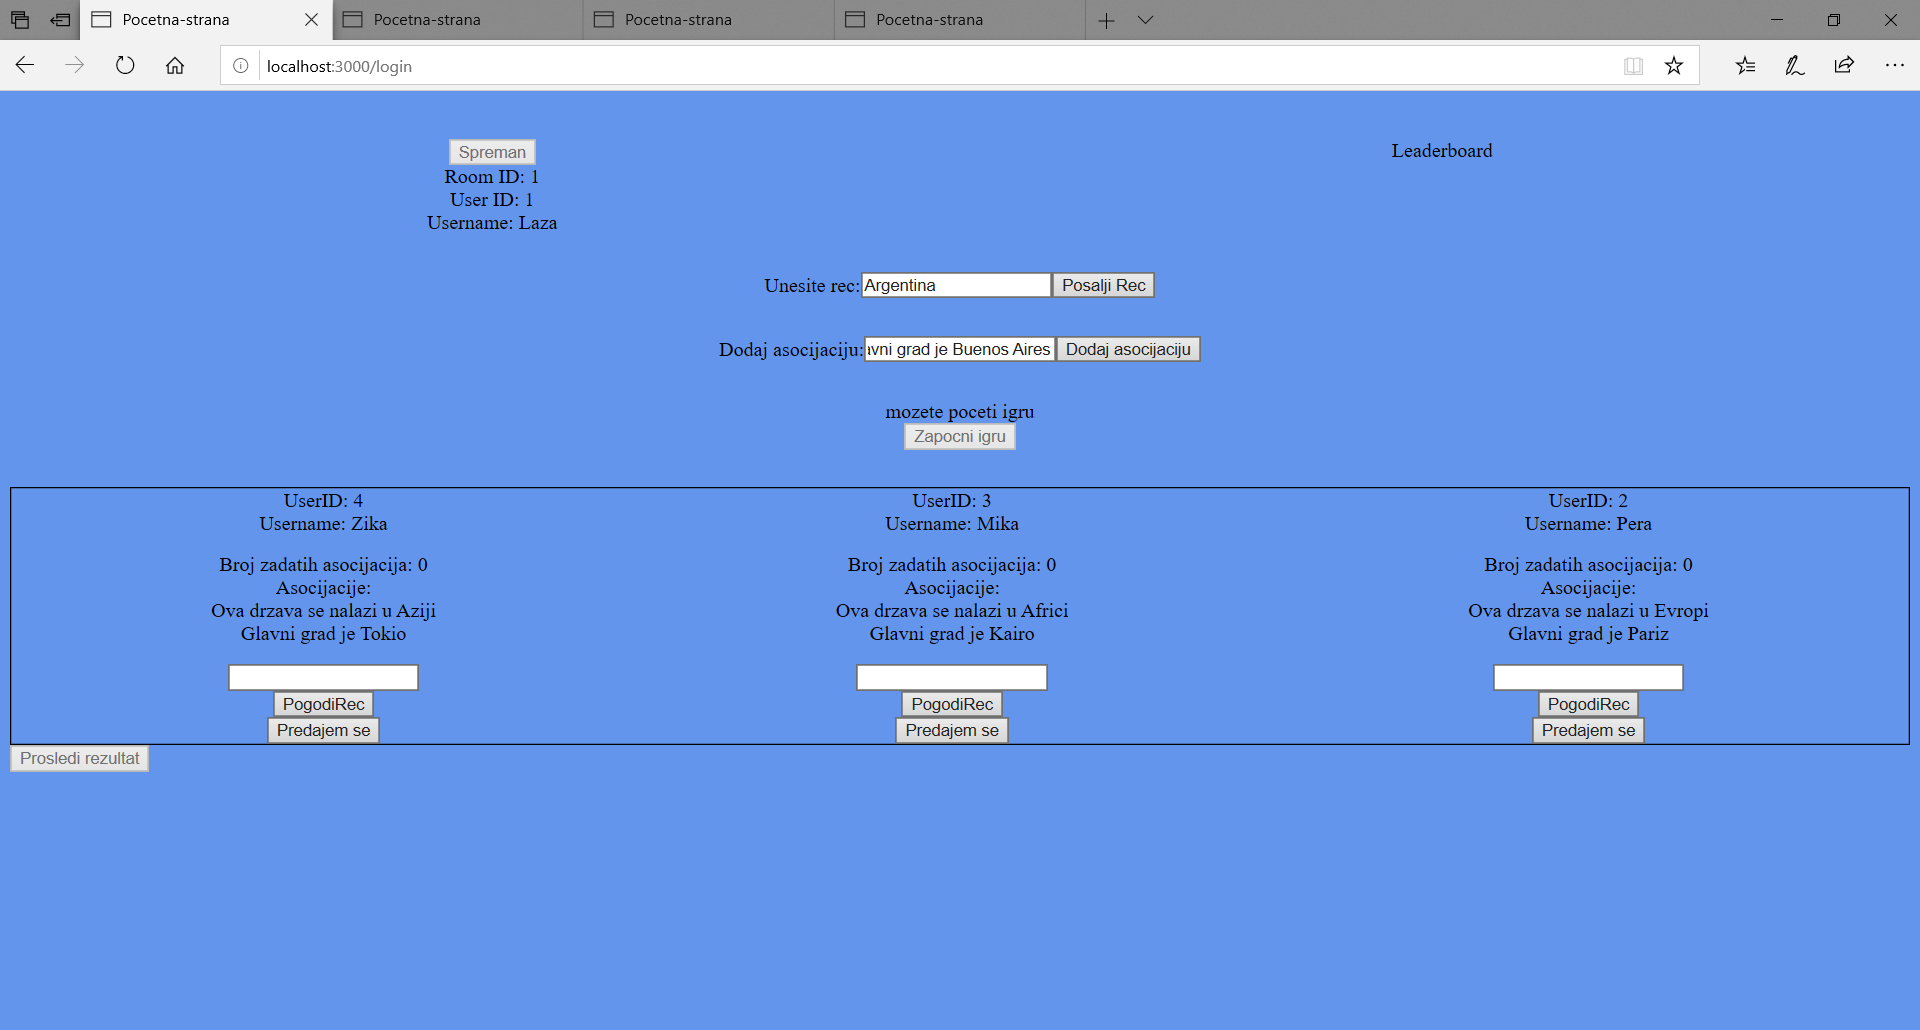 Pocetna-strana
Pocetna-strana
Pocetna-strana
Pocetna-strana
localhost:3000/login
Spreman
Room ID: 1
User ID: 1
Username: Laza
Leaderboard
Unesite rec: Argentina Posalji Rec
Dodaj asocijaciju: avni grad je Buenos Aires Dodaj asocijaciju
mozete poceti igru
Zapocni igru
UserID: 4
Username: Zika
Broj zadatih asocijacija: 0
Asocijacije:
Ova drzava se nalazi u Aziji
Glavni grad je Tokio
PogodiRec
Predajem se
UserID: 3
Username: Mika
Broj zadatih asocijacija: 0
Asocijacije:
Ova drzava se nalazi u Africi
Glavni grad je Kairo
PogodiRec
Predajem se
UserID: 2
Username: Pera
Broj zadatih asocijacija: 0
Asocijacije:
Ova drzava se nalazi u Evropi
Glavni grad je Pariz
PogodiRec
Predajem se
Prosledi rezultat